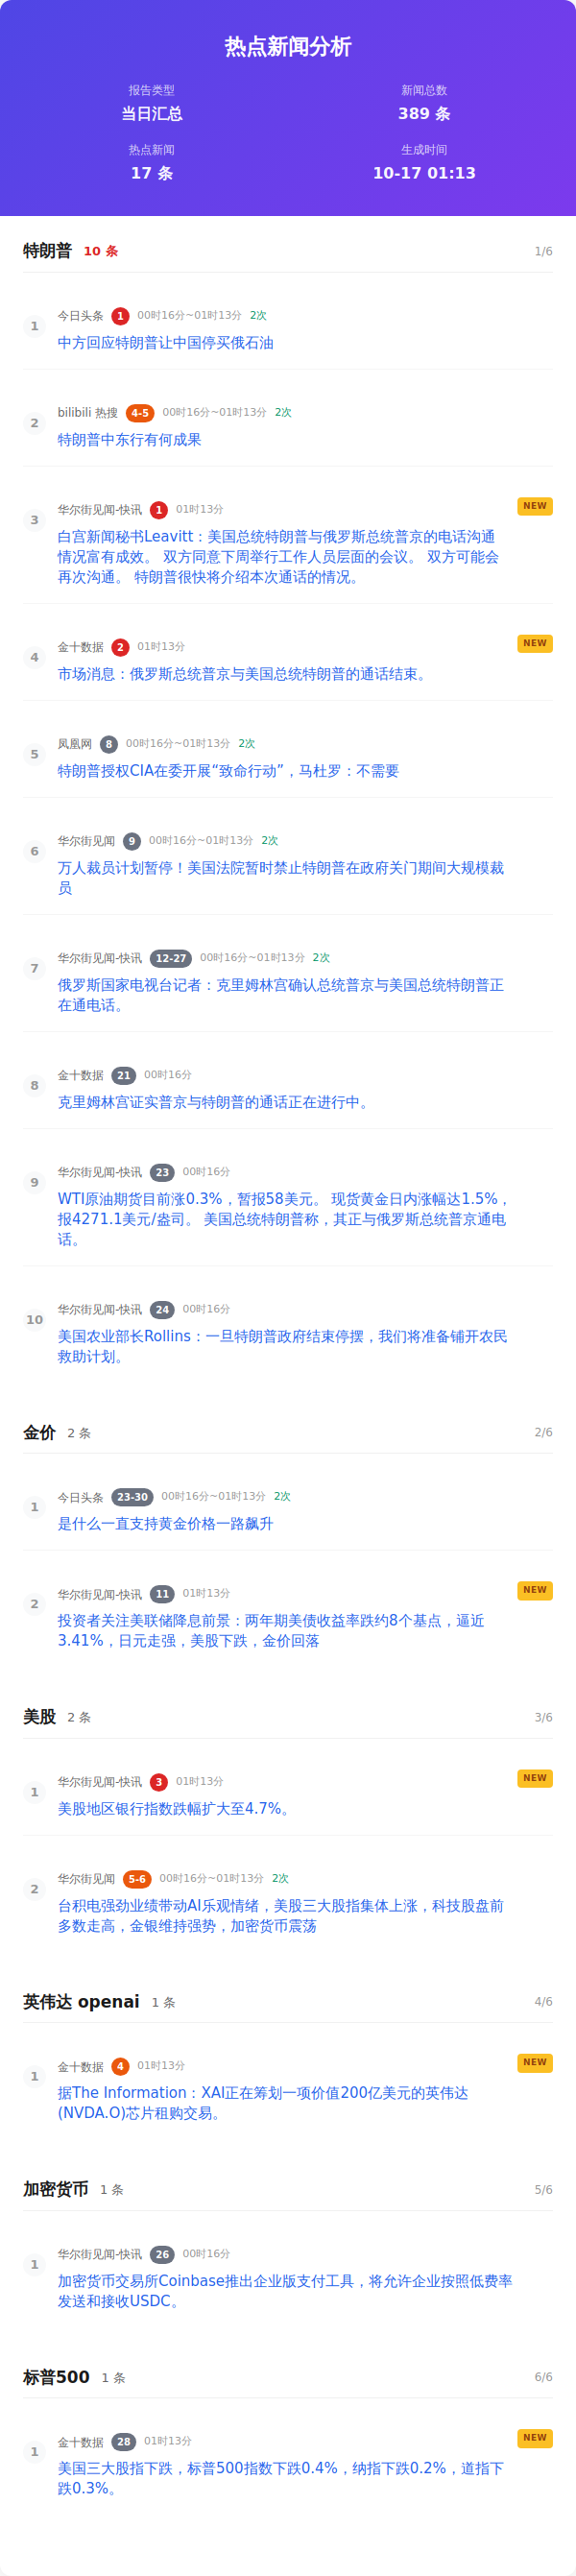 热点新闻分析
报告类型
当日汇总
新闻总数
389 条
热点新闻
17 条
生成时间
10-17 01:13
特朗普 10 条 1/6
1 今日头条 1 00时16分~01时13分 2次
中方回应特朗普让中国停买俄石油
2 bilibili 热搜 4-5 00时16分~01时13分 2次
特朗普中东行有何成果
3 华尔街见闻-快讯 1 01时13分 NEW
白宫新闻秘书Leavitt：美国总统特朗普与俄罗斯总统普京的电话沟通
情况富有成效。 双方同意下周举行工作人员层面的会议。 双方可能会
再次沟通。 特朗普很快将介绍本次通话的情况。
4 金十数据 2 01时13分 NEW
市场消息：俄罗斯总统普京与美国总统特朗普的通话结束。
5 凤凰网 8 00时16分~01时13分 2次
特朗普授权CIA在委开展“致命行动”，马杜罗：不需要
6 华尔街见闻 9 00时16分~01时13分 2次
万人裁员计划暂停！美国法院暂时禁止特朗普在政府关门期间大规模裁
员
7 华尔街见闻-快讯 12-27 00时16分~01时13分 2次
俄罗斯国家电视台记者：克里姆林宫确认总统普京与美国总统特朗普正
在通电话。
8 金十数据 21 00时16分
克里姆林宫证实普京与特朗普的通话正在进行中。
9 华尔街见闻-快讯 23 00时16分
WTI原油期货日内涨0.3%，暂报58美元。 现货黄金日内涨幅达1.5%，
报4271.1美元/盎司。 美国总统特朗普称，其正与俄罗斯总统普京通电
话。
10 华尔街见闻-快讯 24 00时16分
美国农业部长Rollins：一旦特朗普政府结束停摆，我们将准备铺开农民
救助计划。
金价 2 条 2/6
1 今日头条 23-30 00时16分~01时13分 2次
是什么一直支持黄金价格一路飙升
2 华尔街见闻-快讯 11 01时13分 NEW
投资者关注美联储降息前景：两年期美债收益率跌约8个基点，逼近
3.41%，日元走强，美股下跌，金价回落
美股 2 条 3/6
1 华尔街见闻-快讯 3 01时13分 NEW
美股地区银行指数跌幅扩大至4.7%。
2 华尔街见闻 5-6 00时16分~01时13分 2次
台积电强劲业绩带动AI乐观情绪，美股三大股指集体上涨，科技股盘前
多数走高，金银维持强势，加密货币震荡
英伟达 openai 1 条 4/6
1 金十数据 4 01时13分 NEW
据The Information：XAI正在筹划一项价值200亿美元的英伟达
(NVDA.O)芯片租购交易。
加密货币 1 条 5/6
1 华尔街见闻-快讯 26 00时16分
加密货币交易所Coinbase推出企业版支付工具，将允许企业按照低费率
发送和接收USDC。
标普500 1 条 6/6
1 金十数据 28 01时13分 NEW
美国三大股指下跌，标普500指数下跌0.4%，纳指下跌0.2%，道指下
跌0.3%。